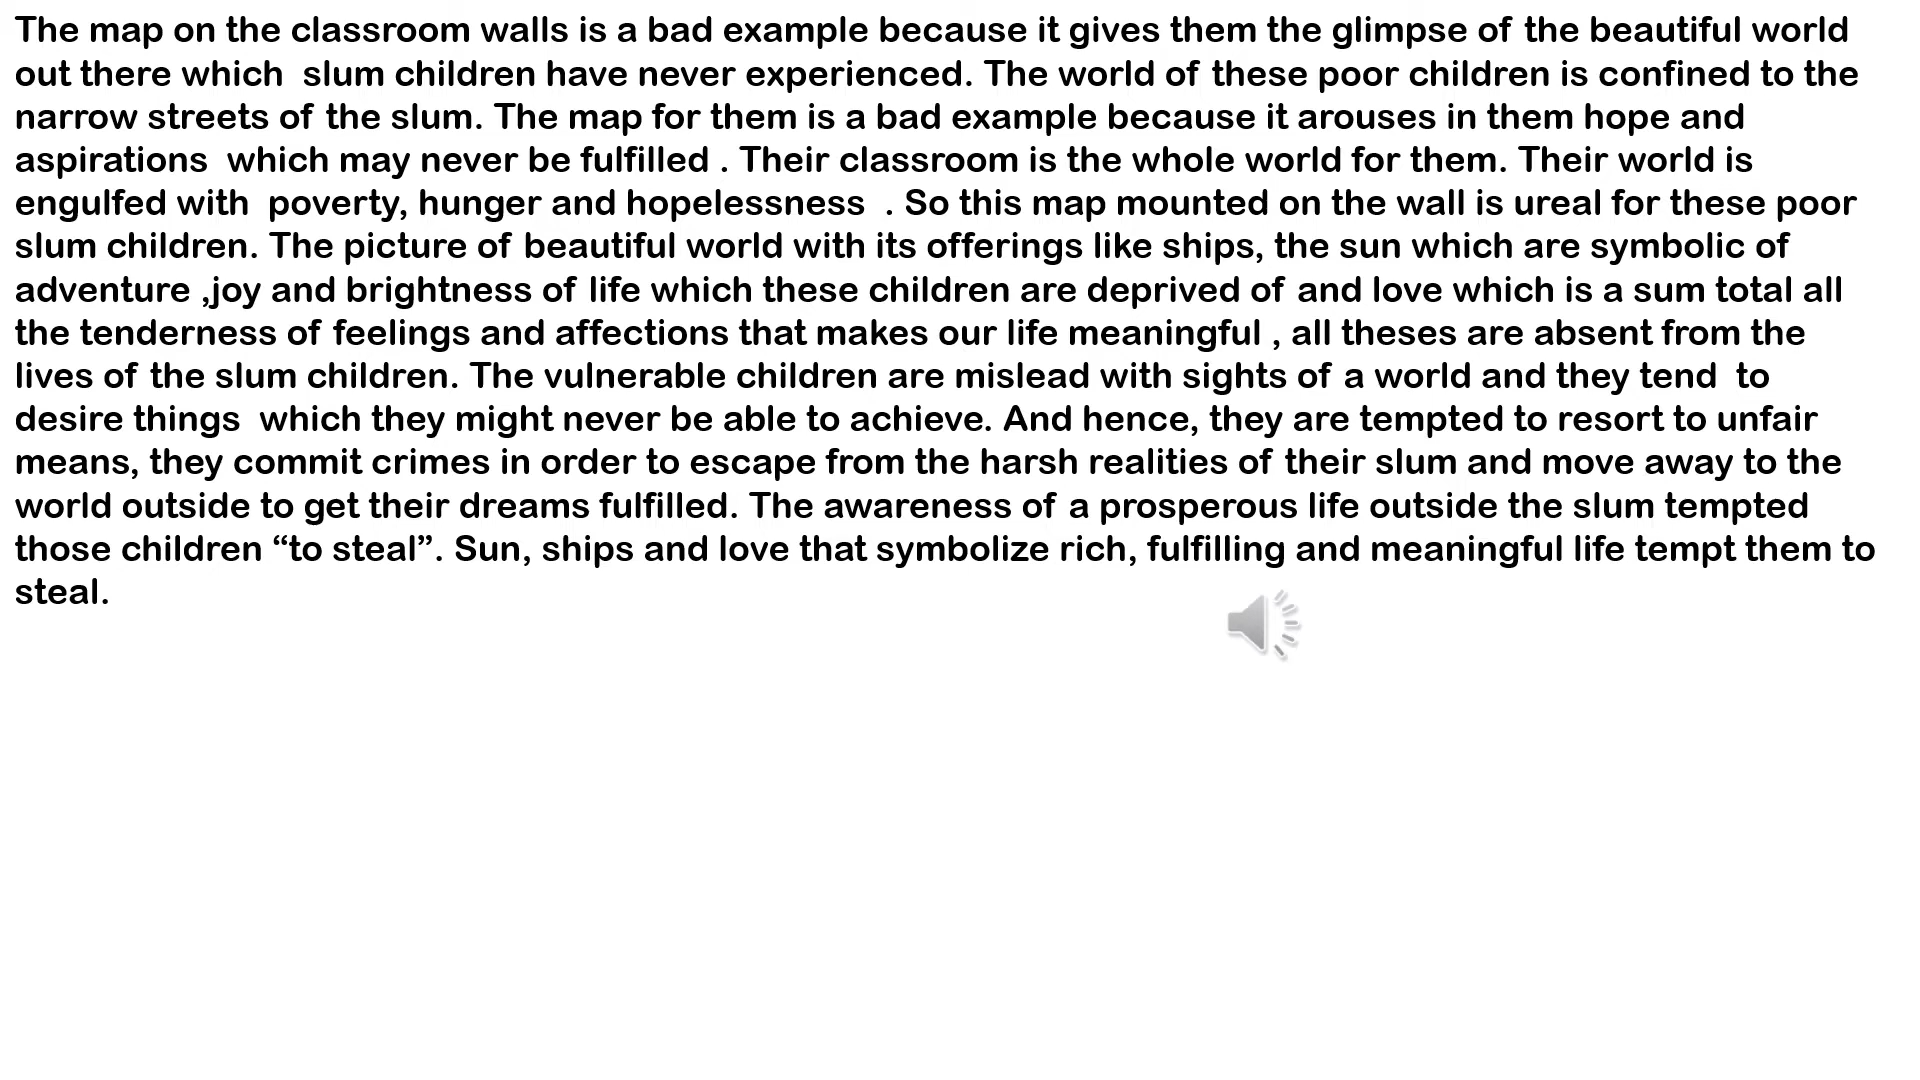 The map on the classroom walls is a bad example because it gives them the glimpse of the beautiful world
out there which  slum children have never experienced. The world of these poor children is confined to the
narrow streets of the slum. The map for them is a bad example because it arouses in them hope and
aspirations  which may never be fulfilled . Their classroom is the whole world for them. Their world is
engulfed with  poverty, hunger and hopelessness  . So this map mounted on the wall is ureal for these poor
slum children. The picture of beautiful world with its offerings like ships, the sun which are symbolic of
adventure ,joy and brightness of life which these children are deprived of and love which is a sum total all
the tenderness of feelings and affections that makes our life meaningful , all theses are absent from the
lives of the slum children. The vulnerable children are mislead with sights of a world and they tend  to
desire things  which they might never be able to achieve. And hence, they are tempted to resort to unfair
means, they commit crimes in order to escape from the harsh realities of their slum and move away to the
world outside to get their dreams fulfilled. The awareness of a prosperous life outside the slum tempted
those children “to steal”. Sun, ships and love that symbolize rich, fulfilling and meaningful life tempt them to
steal.